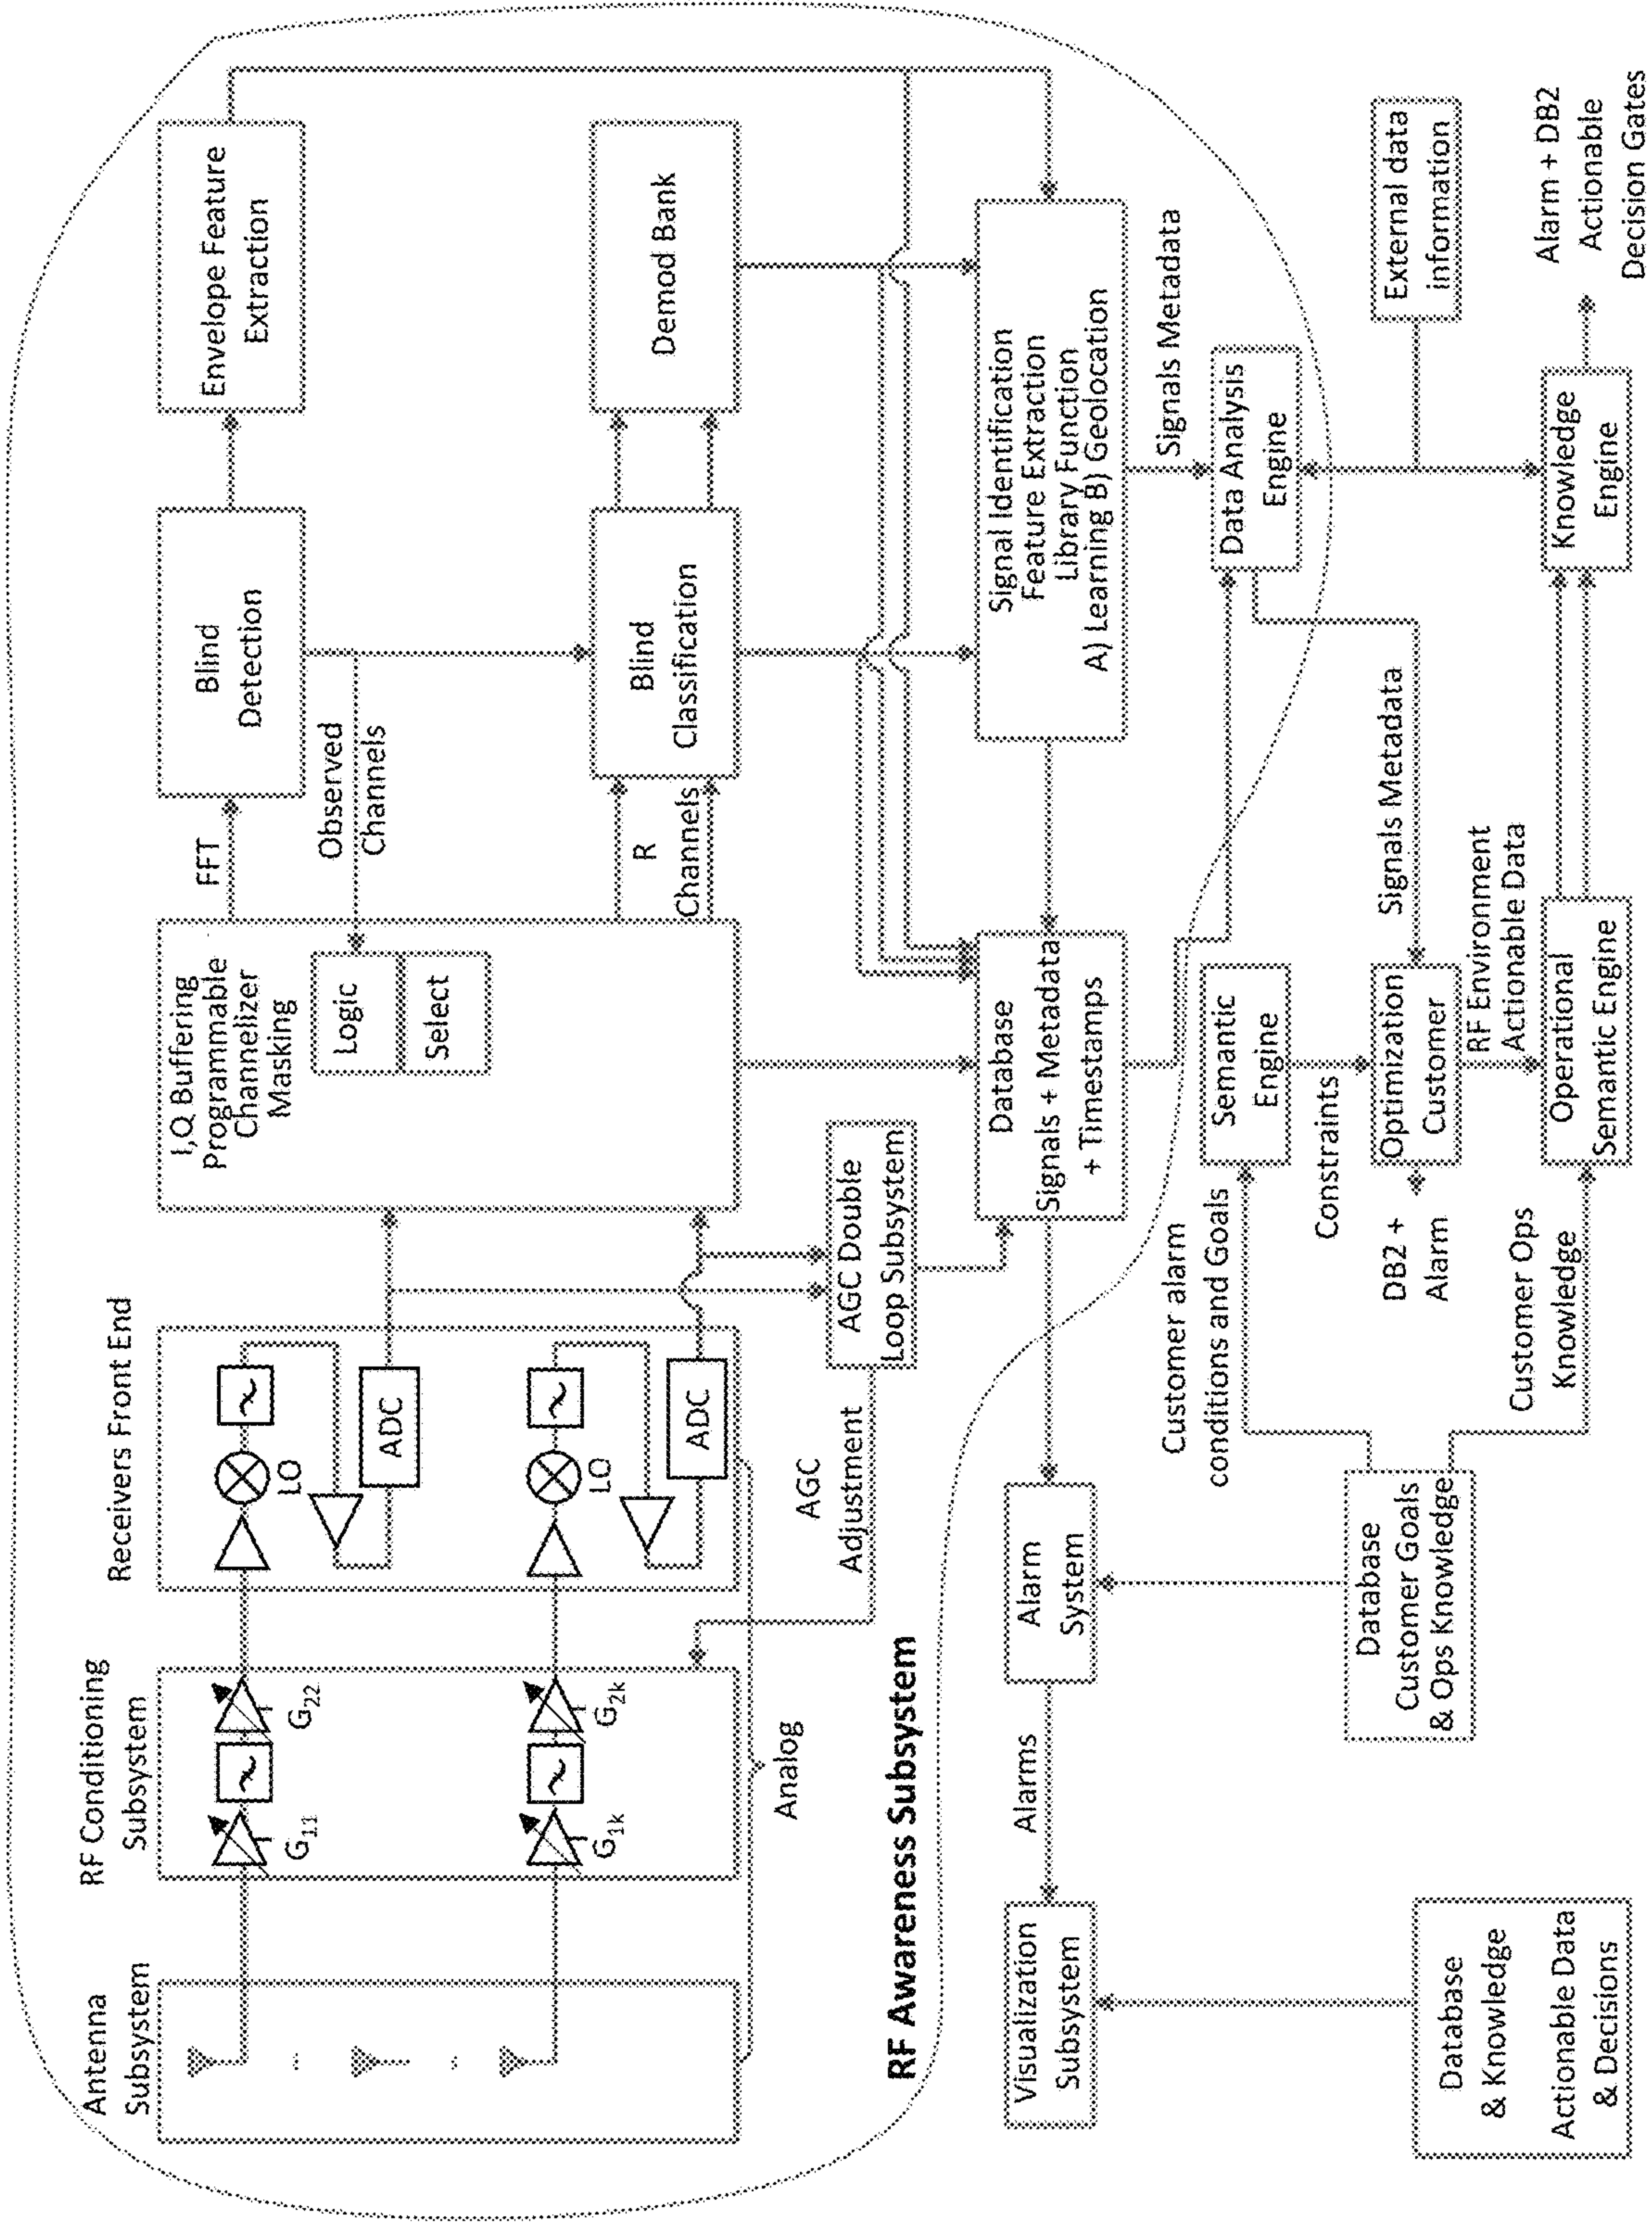 Antenna
Subsystem
RF Conditioning
Subsystem
G11
G22
G1k
G2k
Receivers Front End
LO
ADC
LO
ADC
Analog
I,Q Buffering
Programmable
Channelizer
Masking
Logic
Select
FFT
Blind
Detection
Envelope Feature
Extraction
Observed
Channels
R
Channels
Blind
Classification
Demod Bank
AGC
Adjustment
AGC Double
Loop Subsystem
RF Awareness Subsystem
Database
Signals + Metadata
+ Timestamps
Signal Identification
Feature Extraction
Library Function
A) Learning B) Geolocation
Signals Metadata
Visualization
Subsystem
Alarms
Alarm
System
Customer alarm
conditions and Goals
Semantic
Engine
Data Analysis
Engine
Constraints
Optimization
Customer
DB2 +
Alarm
Signals Metadata
External data
information
Database
Customer Goals
& Ops Knowledge
RF Environment
Actionable Data
Customer Ops
Knowledge
Operational
Semantic Engine
Knowledge
Engine
Alarm + DB2
Actionable
Decision Gates
Database
& Knowledge
Actionable Data
& Decisions